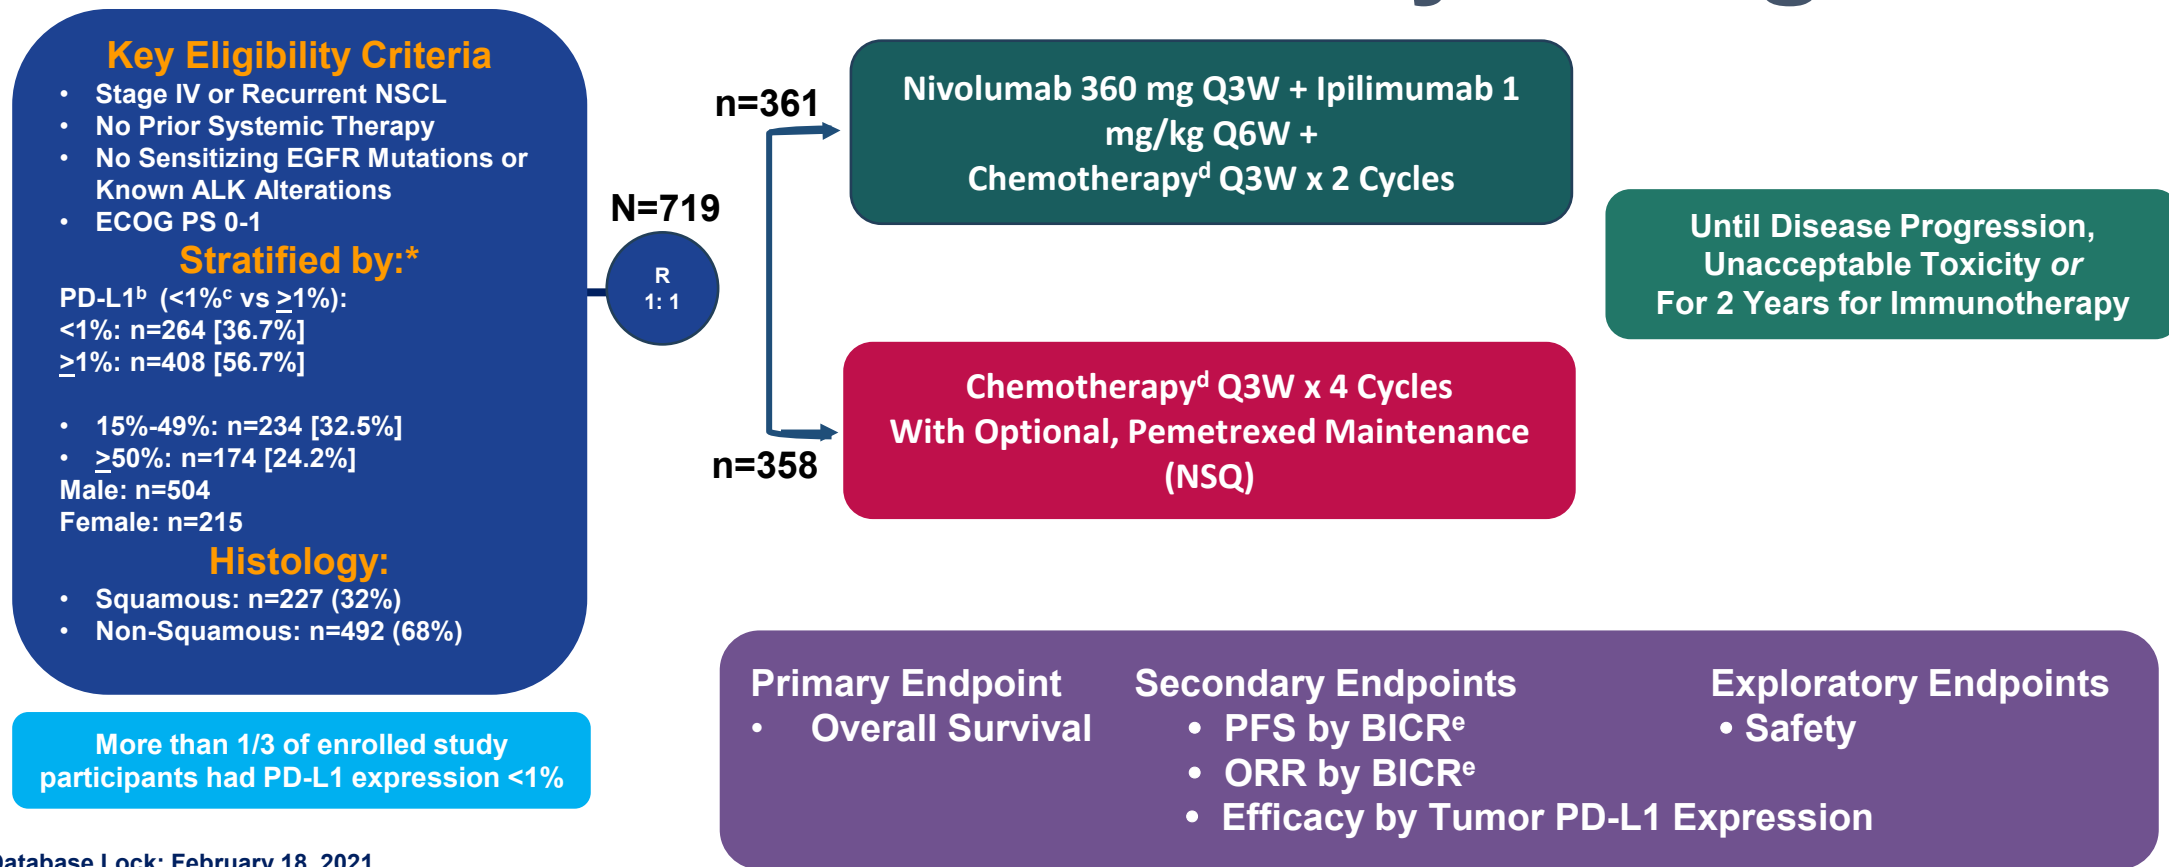 Key Eligibility Criteria
• Stage IV or Recurrent NSCL
• No Prior Systemic Therapy
• No Sensitizing EGFR Mutations or
Known ALK Alterations
• ECOG PS 0-1
Stratified by:*
PD-L1ᵇ (<1%ᶜ vs ≥1%):
<1%: n=264 [36.7%]
≥1%: n=408 [56.7%]
• 15%-49%: n=234 [32.5%]
• ≥50%: n=174 [24.2%]
Male: n=504
Female: n=215
Histology:
• Squamous: n=227 (32%)
• Non-Squamous: n=492 (68%)
More than 1/3 of enrolled study
participants had PD-L1 expression <1%
N=719
R
1: 1
n=361
Nivolumab 360 mg Q3W + Ipilimumab 1
mg/kg Q6W +
Chemotherapyᵈ Q3W x 2 Cycles
n=358
Chemotherapyᵈ Q3W x 4 Cycles
With Optional, Pemetrexed Maintenance
(NSQ)
Until Disease Progression,
Unacceptable Toxicity or
For 2 Years for Immunotherapy
Primary Endpoint
• Overall Survival
Secondary Endpoints
• PFS by BICRᵉ
• ORR by BICRᵉ
• Efficacy by Tumor PD-L1 Expression
Exploratory Endpoints
• Safety
Database Lock: February 18, 2021